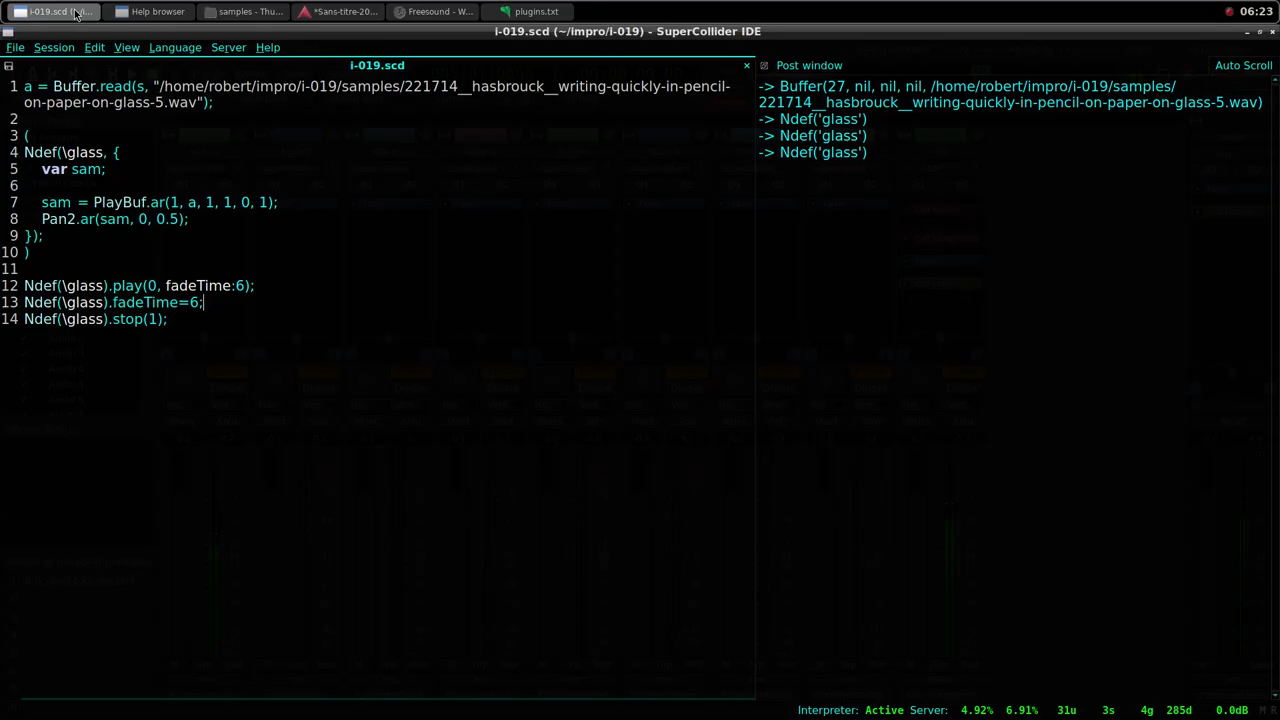 i-019.scd (~/i...
Help browser
samples - Thu...
*Sans-titre-20...
Freesound - W...
plugins.txt
06:23
i-019.scd (~/impro/i-019) - SuperCollider IDE
File Session Edit View Language Server Help
i-019.scd
Post window Auto Scroll
1 a = Buffer.read(s, "/home/robert/impro/i-019/samples/221714__hasbrouck__writing-quickly-in-pencil-
on-paper-on-glass-5.wav");
2
3 (
4 Ndef(\glass, {
5 var sam;
6
7 sam = PlayBuf.ar(1, a, 1, 1, 0, 1);
8 Pan2.ar(sam, 0, 0.5);
9 });
10 )
11
12 Ndef(\glass).play(0, fadeTime:6);
13 Ndef(\glass).fadeTime=6;
14 Ndef(\glass).stop(1);
-> Buffer(27, nil, nil, nil, /home/robert/impro/i-019/samples/
221714__hasbrouck__writing-quickly-in-pencil-on-paper-on-glass-5.wav)
-> Ndef('glass')
-> Ndef('glass')
-> Ndef('glass')
Interpreter: Active Server: 4.92% 6.91% 31u 3s 4g 285d 0.0dB M R